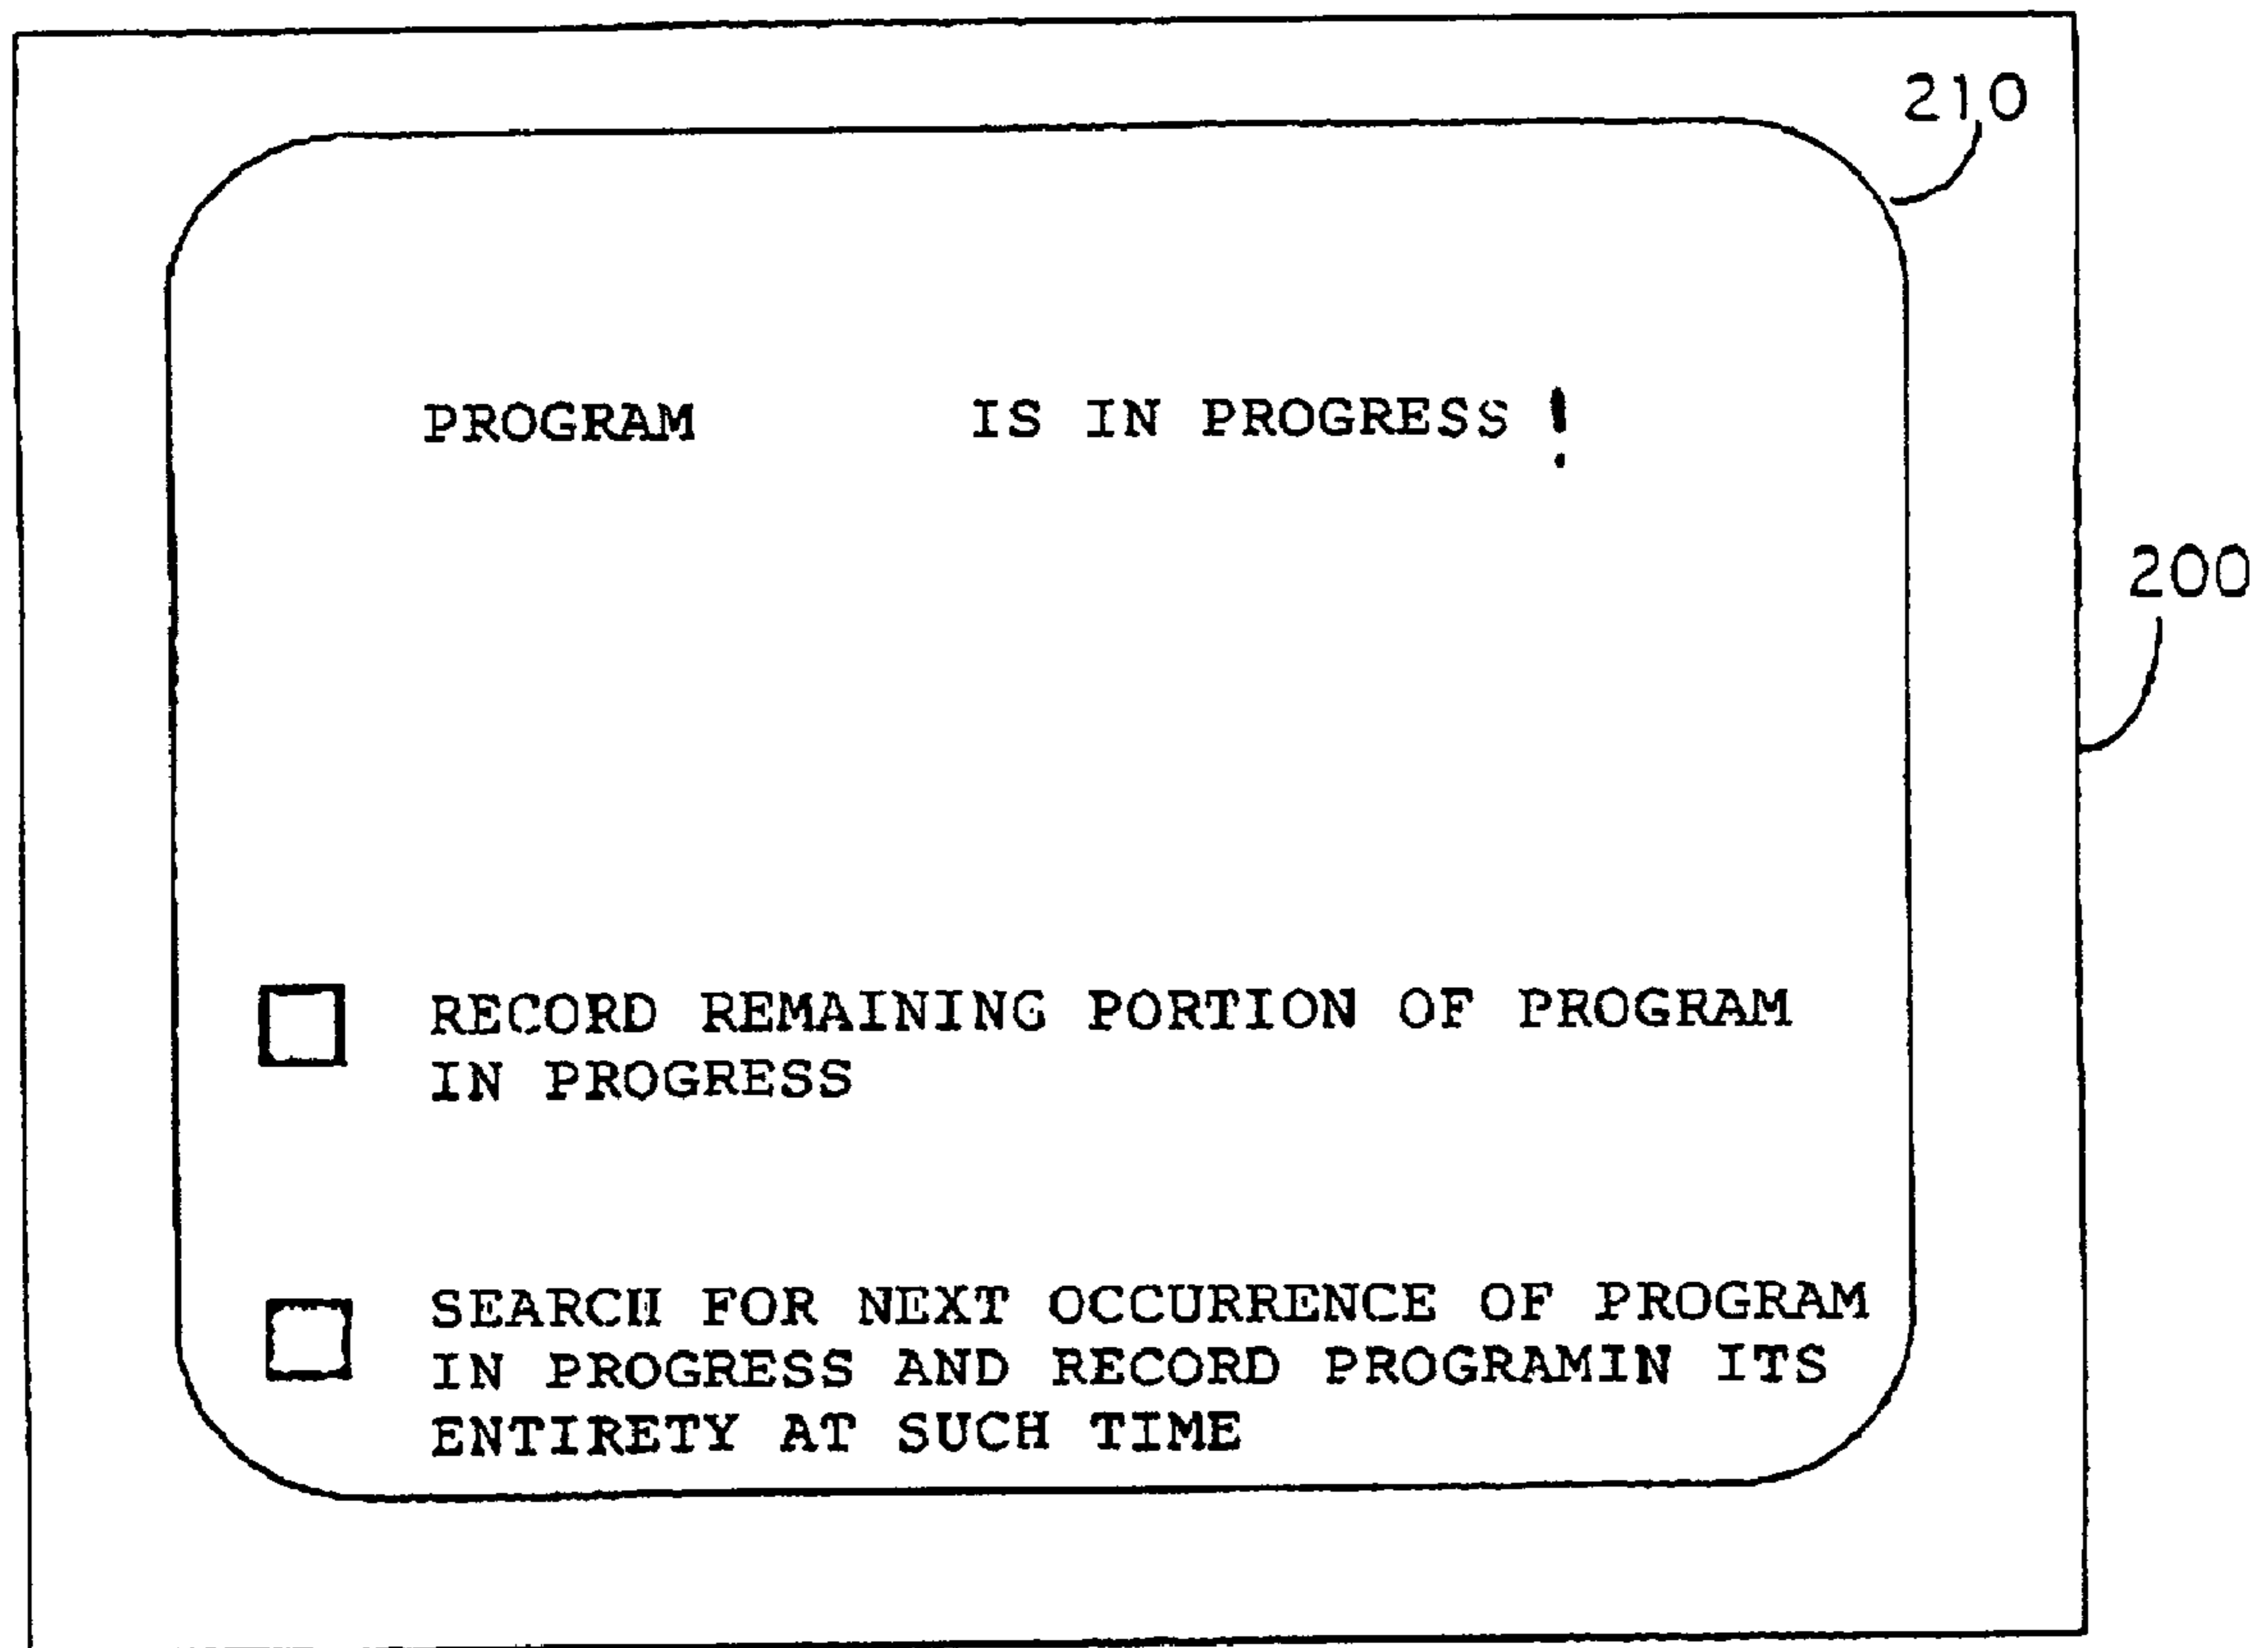 210
PROGRAM IS IN PROGRESS !
200
RECORD REMAINING PORTION OF PROGRAM
IN PROGRESS
SEARCH FOR NEXT OCCURRENCE OF PROGRAM
IN PROGRESS AND RECORD PROGRAMIN ITS
ENTIRETY AT SUCH TIME